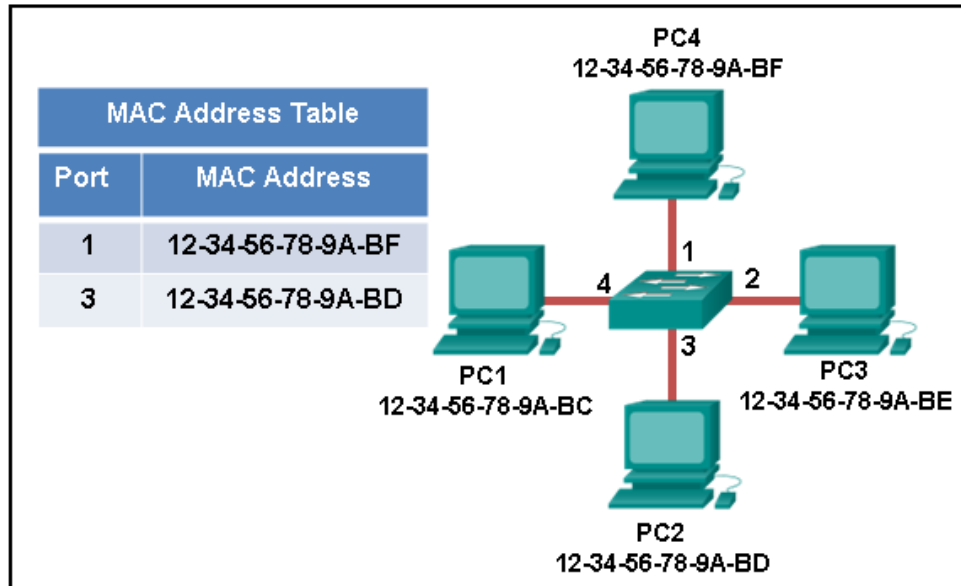 MAC Address Table
Port MAC Address
1 12-34-56-78-9A-BF
3 12-34-56-78-9A-BD
PC4
12-34-56-78-9A-BF
1
4
2
3
PC1
12-34-56-78-9A-BC
PC3
12-34-56-78-9A-BE
PC2
12-34-56-78-9A-BD